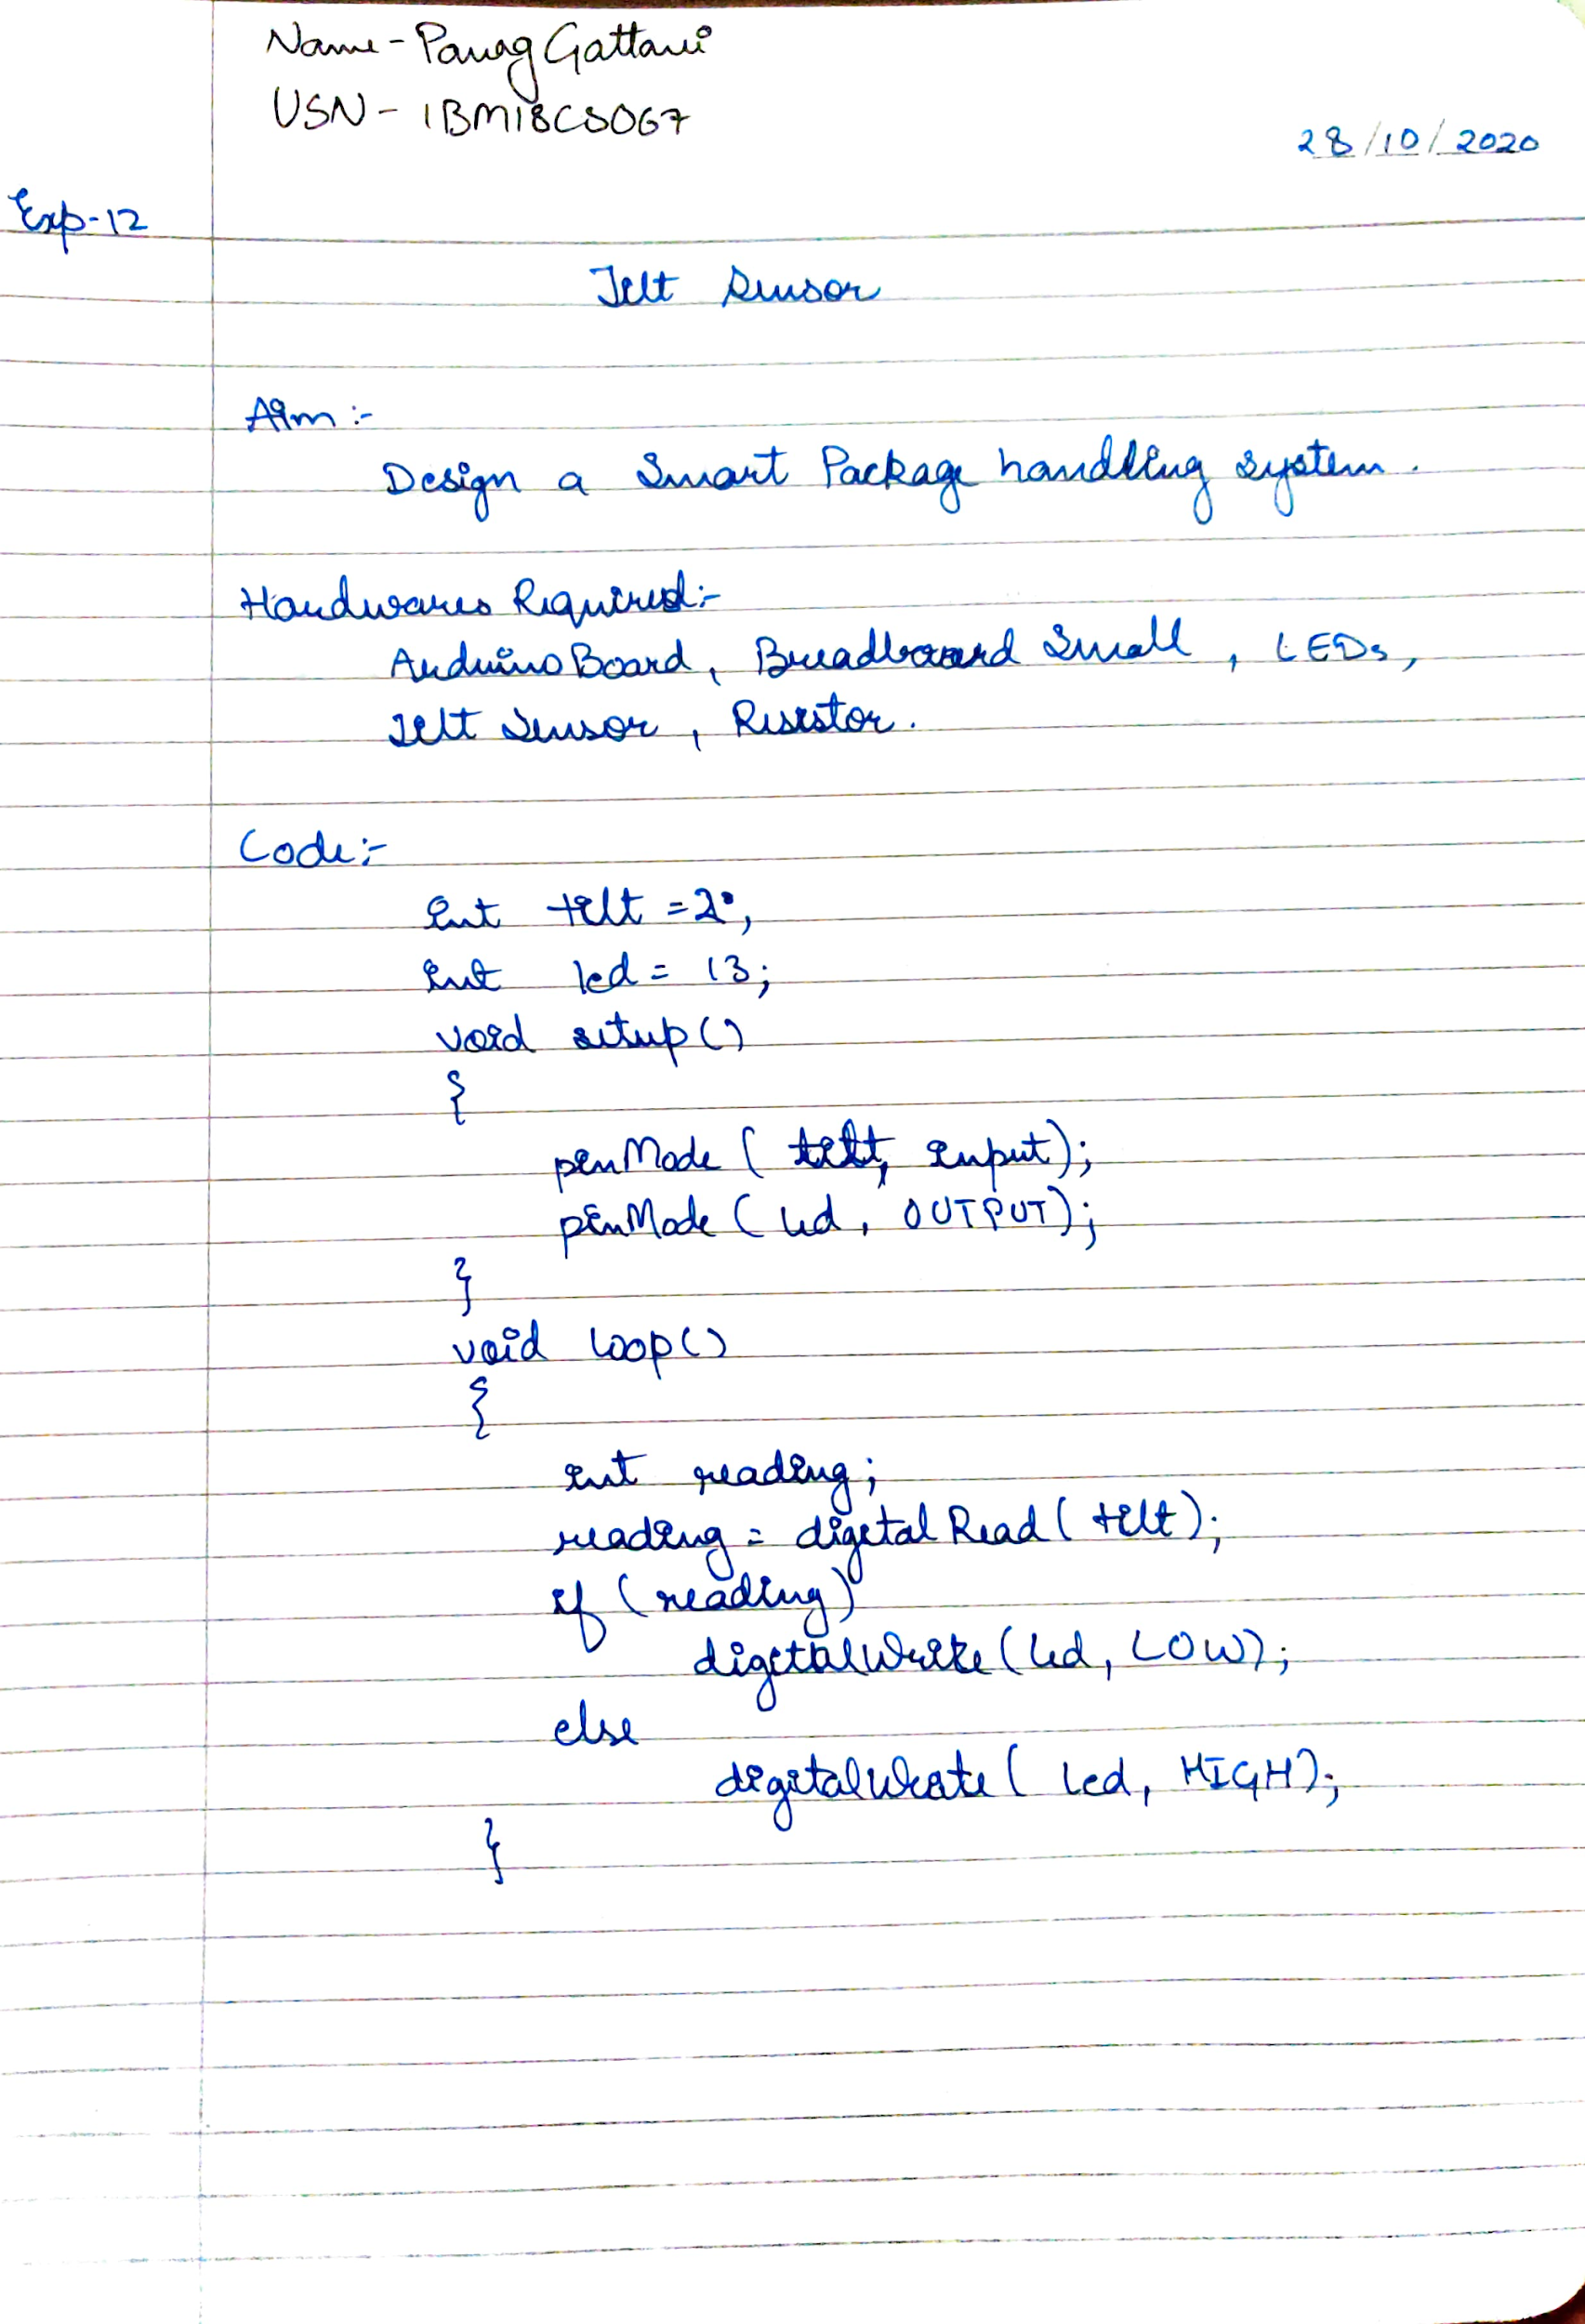 Name - Parag Gattani
USN - 1BM18CS067
28/10/2020
Exp-12
Tilt Sensor
Aim :-
Design a Smart Package handling system.
Hardwares Required:-
Arduino Board, Breadboard Small, LEDs,
Tilt Sensor, Resistor.
Code:-
int tilt = 2;
int led = 13;
void setup()
{
pinMode ( tilt, input);
pinMode ( led, OUTPUT);
}
void loop()
{
int reading;
reading = digitalRead( tilt);
if (reading)
digitalWrite (led, LOW);
else
digitalWrite ( led, HIGH);
}